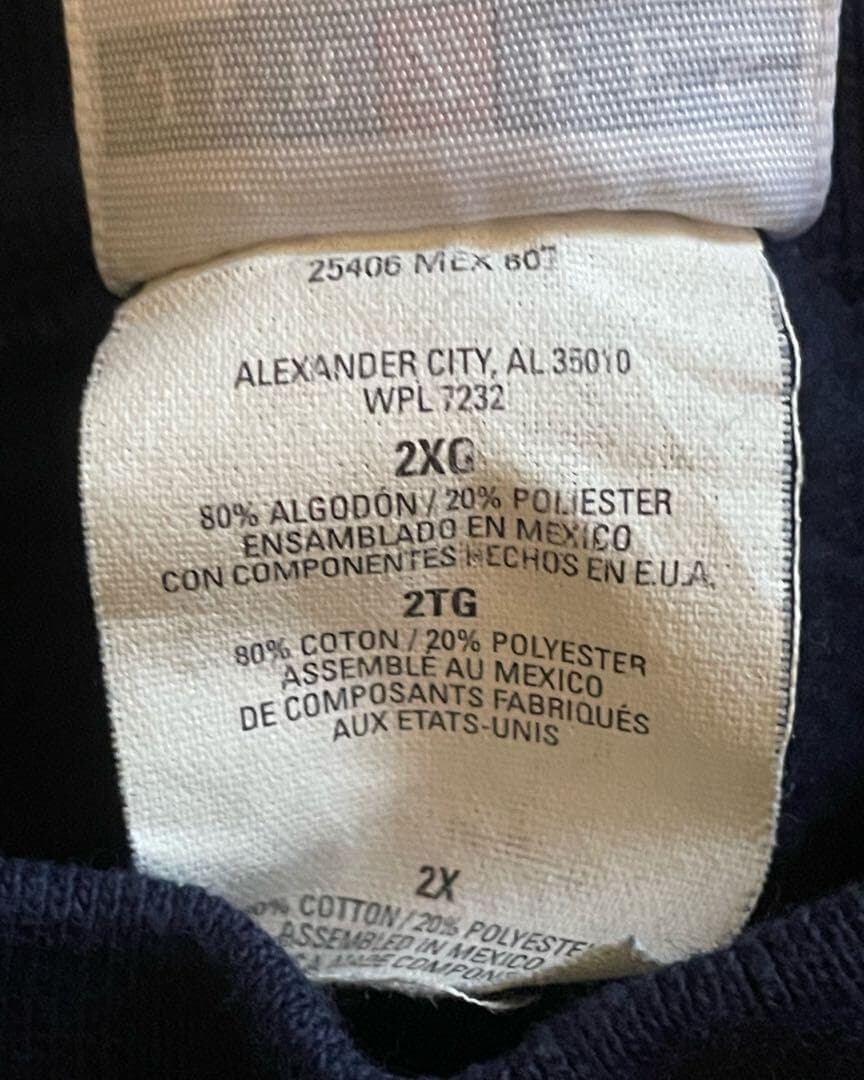 25406 MEX
ALEXANDER CITY, AL 35010
WPL 7232
2XG
80% ALGODÓN / 20% POLIESTER
ENSAMBLADO EN MEXICO
CON COMPONENTES HECHOS EN E.U.A.
2TG
80% COTON / 20% POLYESTER
ASSEMBLÉ AU MEXICO
DE COMPOSANTS FABRIQUÉS
AUX ETATS-UNIS
2X
COTTON / 20%
ASSEMBLED IN MEXICO
MADE